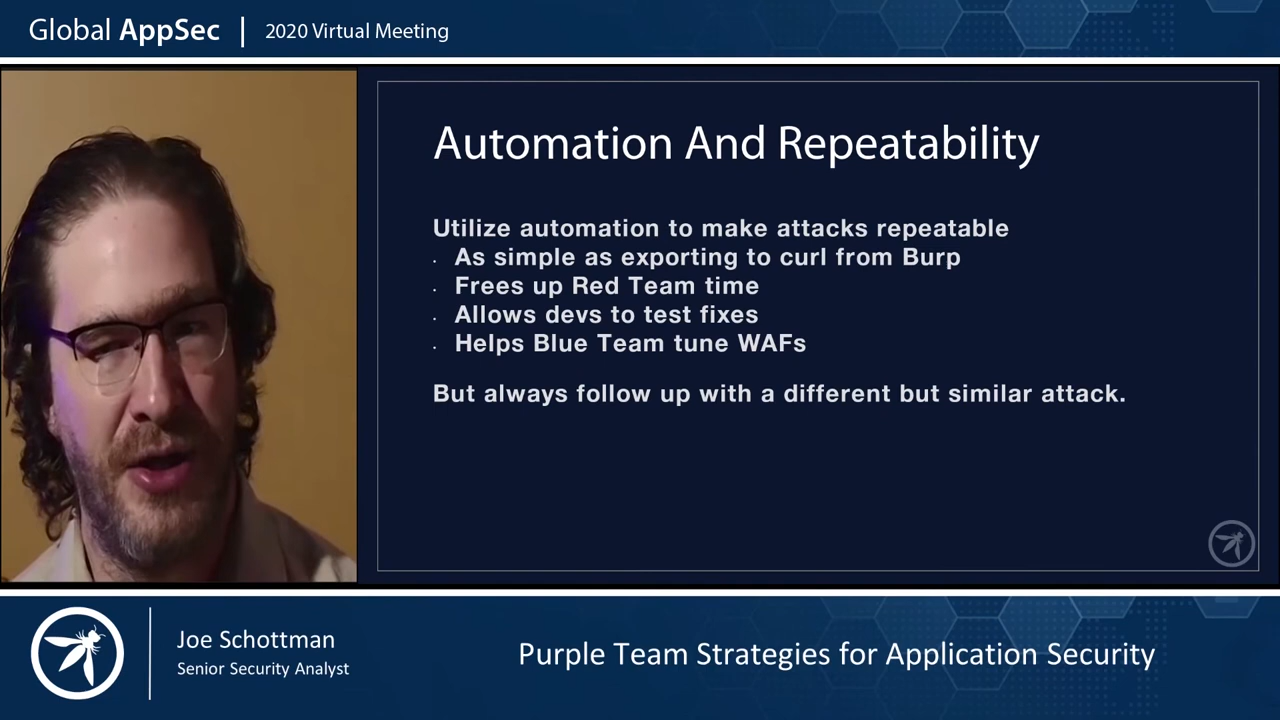 Global AppSec | 2020 Virtual Meeting
Automation And Repeatability
Utilize automation to make attacks repeatable
· As simple as exporting to curl from Burp
· Frees up Red Team time
· Allows devs to test fixes
· Helps Blue Team tune WAFs
But always follow up with a different but similar attack.
Joe Schottman
Senior Security Analyst
Purple Team Strategies for Application Security